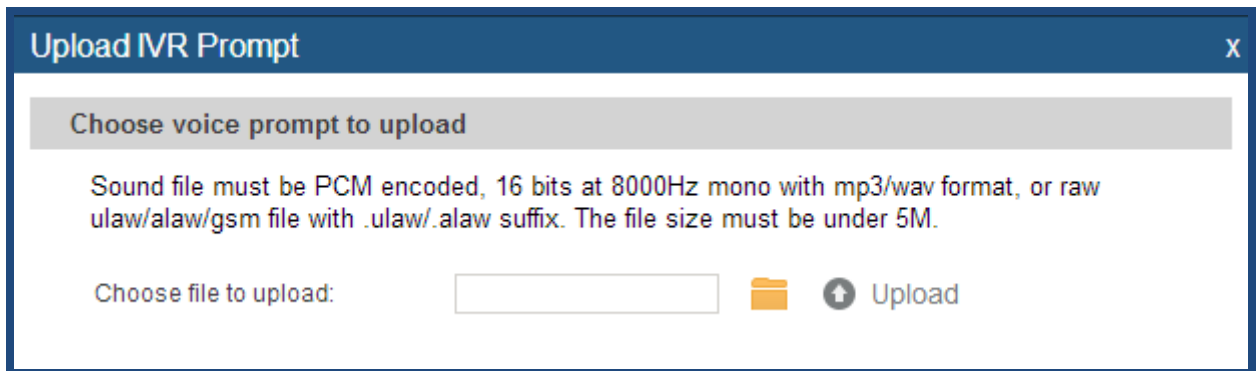 Upload IVR Prompt
x
Choose voice prompt to upload
Sound file must be PCM encoded, 16 bits at 8000Hz mono with mp3/wav format, or raw
ulaw/alaw/gsm file with .ulaw/.alaw suffix. The file size must be under 5M.
Choose file to upload:
Upload